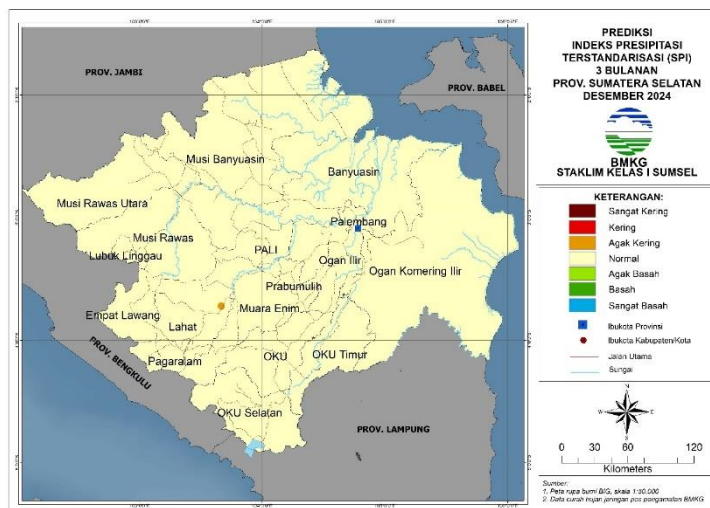 PREDIKSI
INDEKS PRESIPITASI
TERSTANDARISASI (SPI)
3 BULANAN
PROV. SUMATERA SELATAN
DESEMBER 2024
BMKG
STAKLIM KELAS I SUMSEL
KETERANGAN:
Sangat Kering
Kering
Agak Kering
Normal
Agak Basah
Basah
Sangat Basah
Ibukota Provinsi
Ibukota Kabupaten/Kota
Jalan Utama
Sungai
N
W E
S
0 30 60 120
Kilometers
Sumber:
1. Peta rupa bumi BIG, skala 1:50.000
2. Data curah hujan jaringan pos pengamatan BMKG
PROV. JAMBI
PROV. BABEL
Musi Banyuasin
Banyuasin
Musi Rawas Utara
Palembang
Musi Rawas
PALI
Lubuk Linggau
Ogan Ilir
Ogan Komering Ilir
Prabumulih
Muara Enim
Empat Lawang
Lahat
Pagaralam
OKU
OKU Timur
PROV. BENGKULU
OKU Selatan
PROV. LAMPUNG